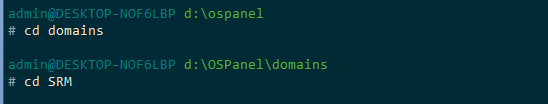 admin@DESKTOP-NOF6LBP d:\ospanel
# cd domains
admin@DESKTOP-NOF6LBP d:\OSPanel\domains
# cd SRM